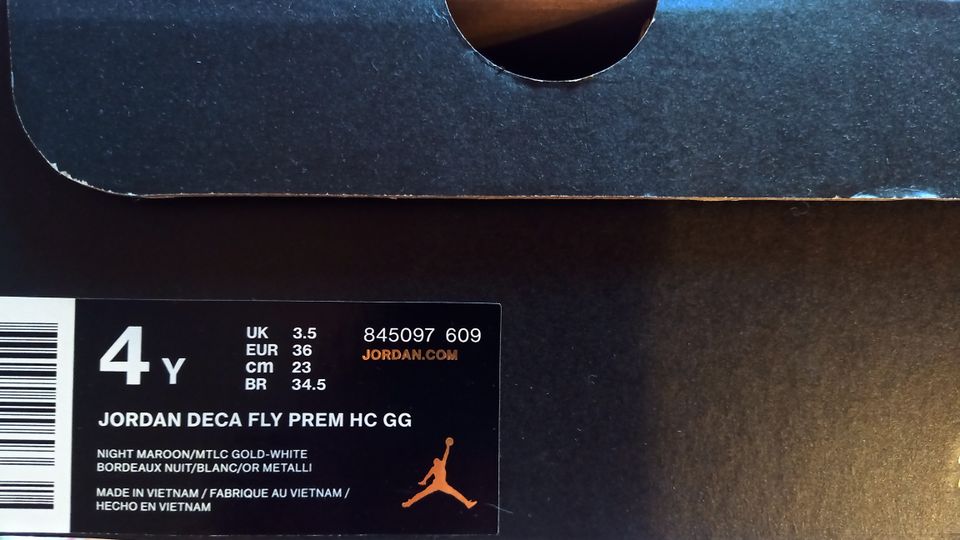 4 Y
UK 3.5
EUR 36
cm 23
BR 34.5
845097 609
JORDAN.COM
JORDAN DECA FLY PREM HC GG
NIGHT MAROON/MTLC GOLD-WHITE
BORDEAUX NUIT/BLANC/OR METALLI
MADE IN VIETNAM / FABRIQUE AU VIETNAM /
HECHO EN VIETNAM